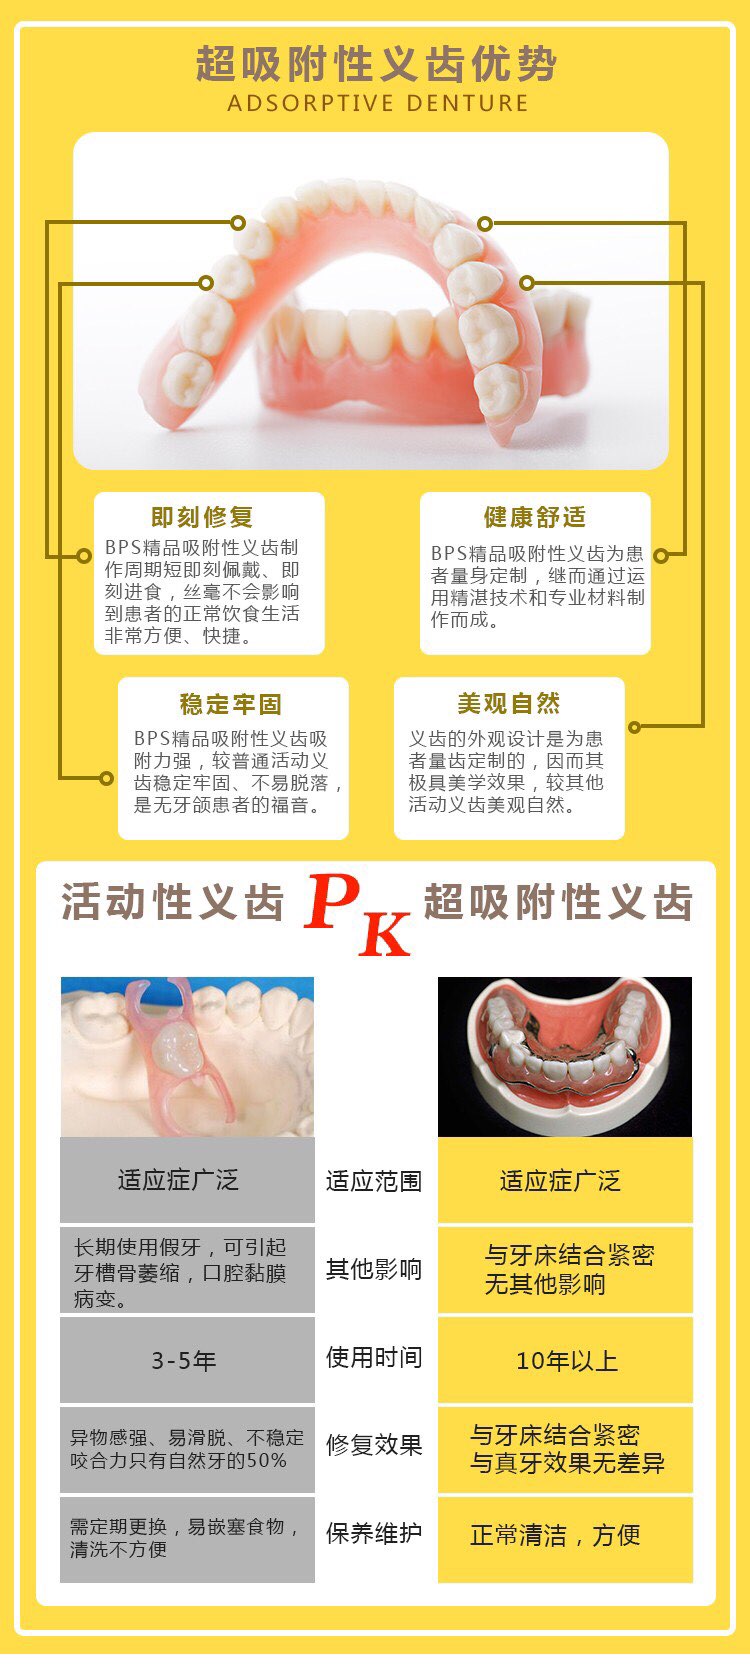 超吸附性义齿优势
ADSORPTIVE DENTURE
即刻修复
BPS精品吸附性义齿制
作周期短即刻佩戴、即
刻进食，丝毫不会影响
到患者的正常饮食生活
非常方便、快捷。
健康舒适
BPS精品吸附性义齿为患
者量身定制，继而通过运
用精湛技术和专业材料制
作而成。
稳定牢固
BPS精品吸附性义齿吸
附力强，较普通活动义
齿稳定牢固、不易脱落，
是无牙颌患者的福音。
美观自然
义齿的外观设计是为患
者量齿定制的，因而其
极具美学效果，较其他
活动义齿美观自然。
活动性义齿 PK 超吸附性义齿
适应症广泛 适应范围 适应症广泛
长期使用假牙，可引起
牙槽骨萎缩，口腔黏膜
病变。
其他影响
与牙床结合紧密
无其他影响
3-5年 使用时间 10年以上
异物感强、易滑脱、不稳定
咬合力只有自然牙的50%
修复效果
与牙床结合紧密
与真牙效果无差异
需定期更换，易嵌塞食物，
清洗不方便
保养维护
正常清洁，方便